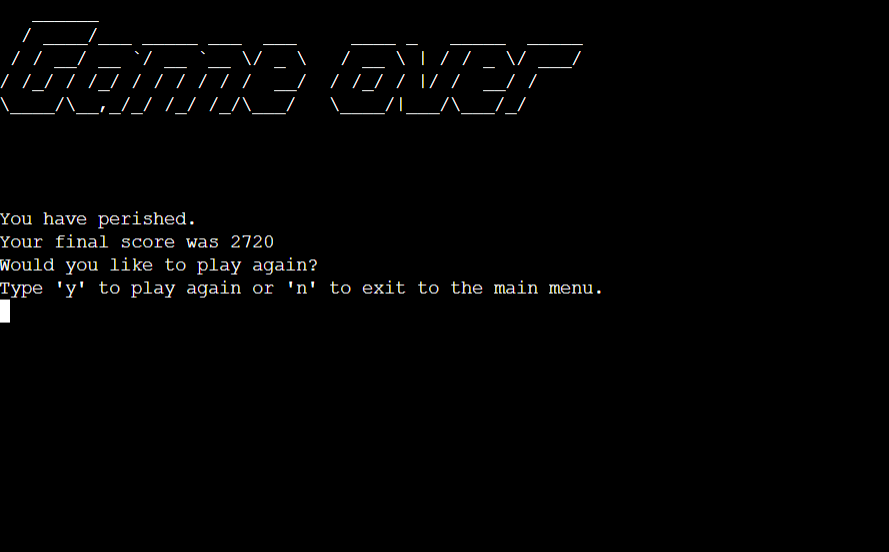 Game over
You have perished.
Your final score was 2720
Would you like to play again?
Type 'y' to play again or 'n' to exit to the main menu.